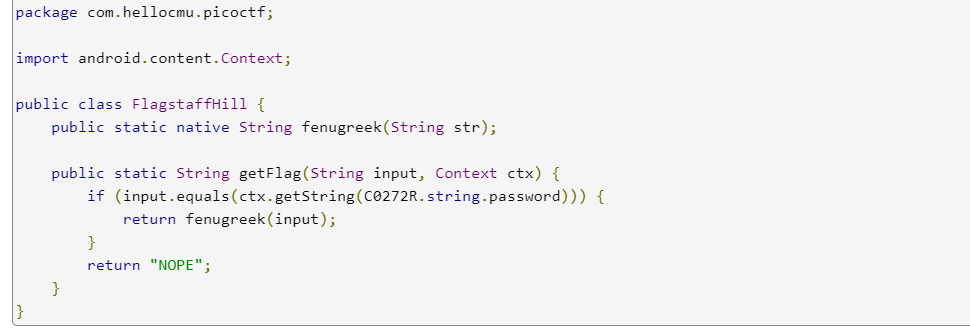 package com.hellocmu.picoctf;
import android.content.Context;
public class FlagstaffHill {
public static native String fenugreek(String str);
public static String getFlag(String input, Context ctx) {
if (input.equals(ctx.getString(C0272R.string.password))) {
return fenugreek(input);
}
return "NOPE";
}
}